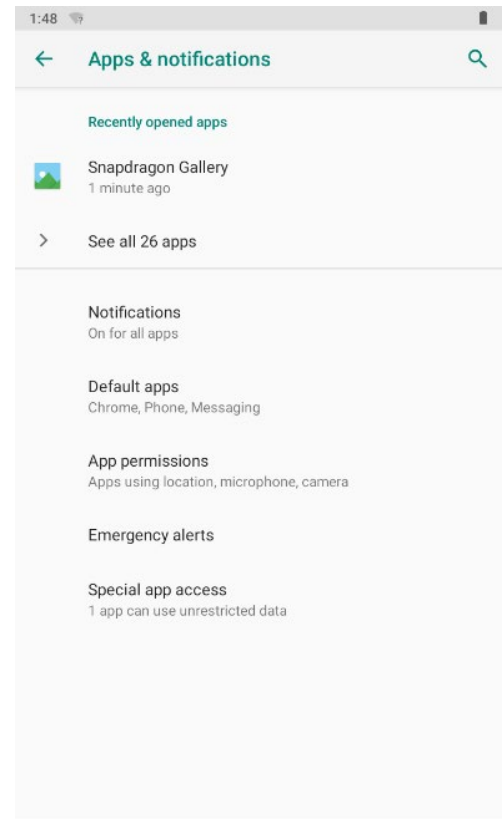 1:48
Apps & notifications
Recently opened apps
Snapdragon Gallery
1 minute ago
See all 26 apps
Notifications
On for all apps
Default apps
Chrome, Phone, Messaging
App permissions
Apps using location, microphone, camera
Emergency alerts
Special app access
1 app can use unrestricted data